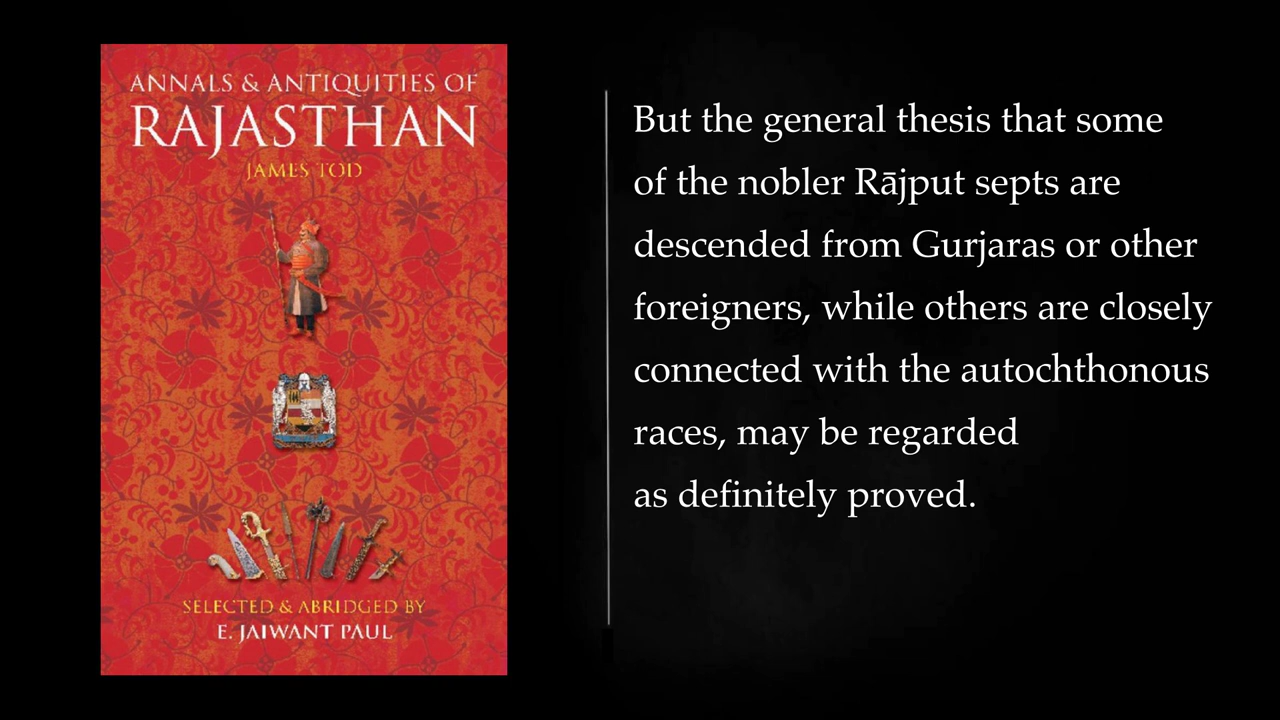 ANNALS & ANTIQUITIES OF
RAJASTHAN
JAMES TOD
SELECTED & ABRIDGED BY
E. JAIWANT PAUL
But the general thesis that some
of the nobler Rājput septs are
descended from Gurjaras or other
foreigners, while others are closely
connected with the autochthonous
races, may be regarded
as definitely proved.